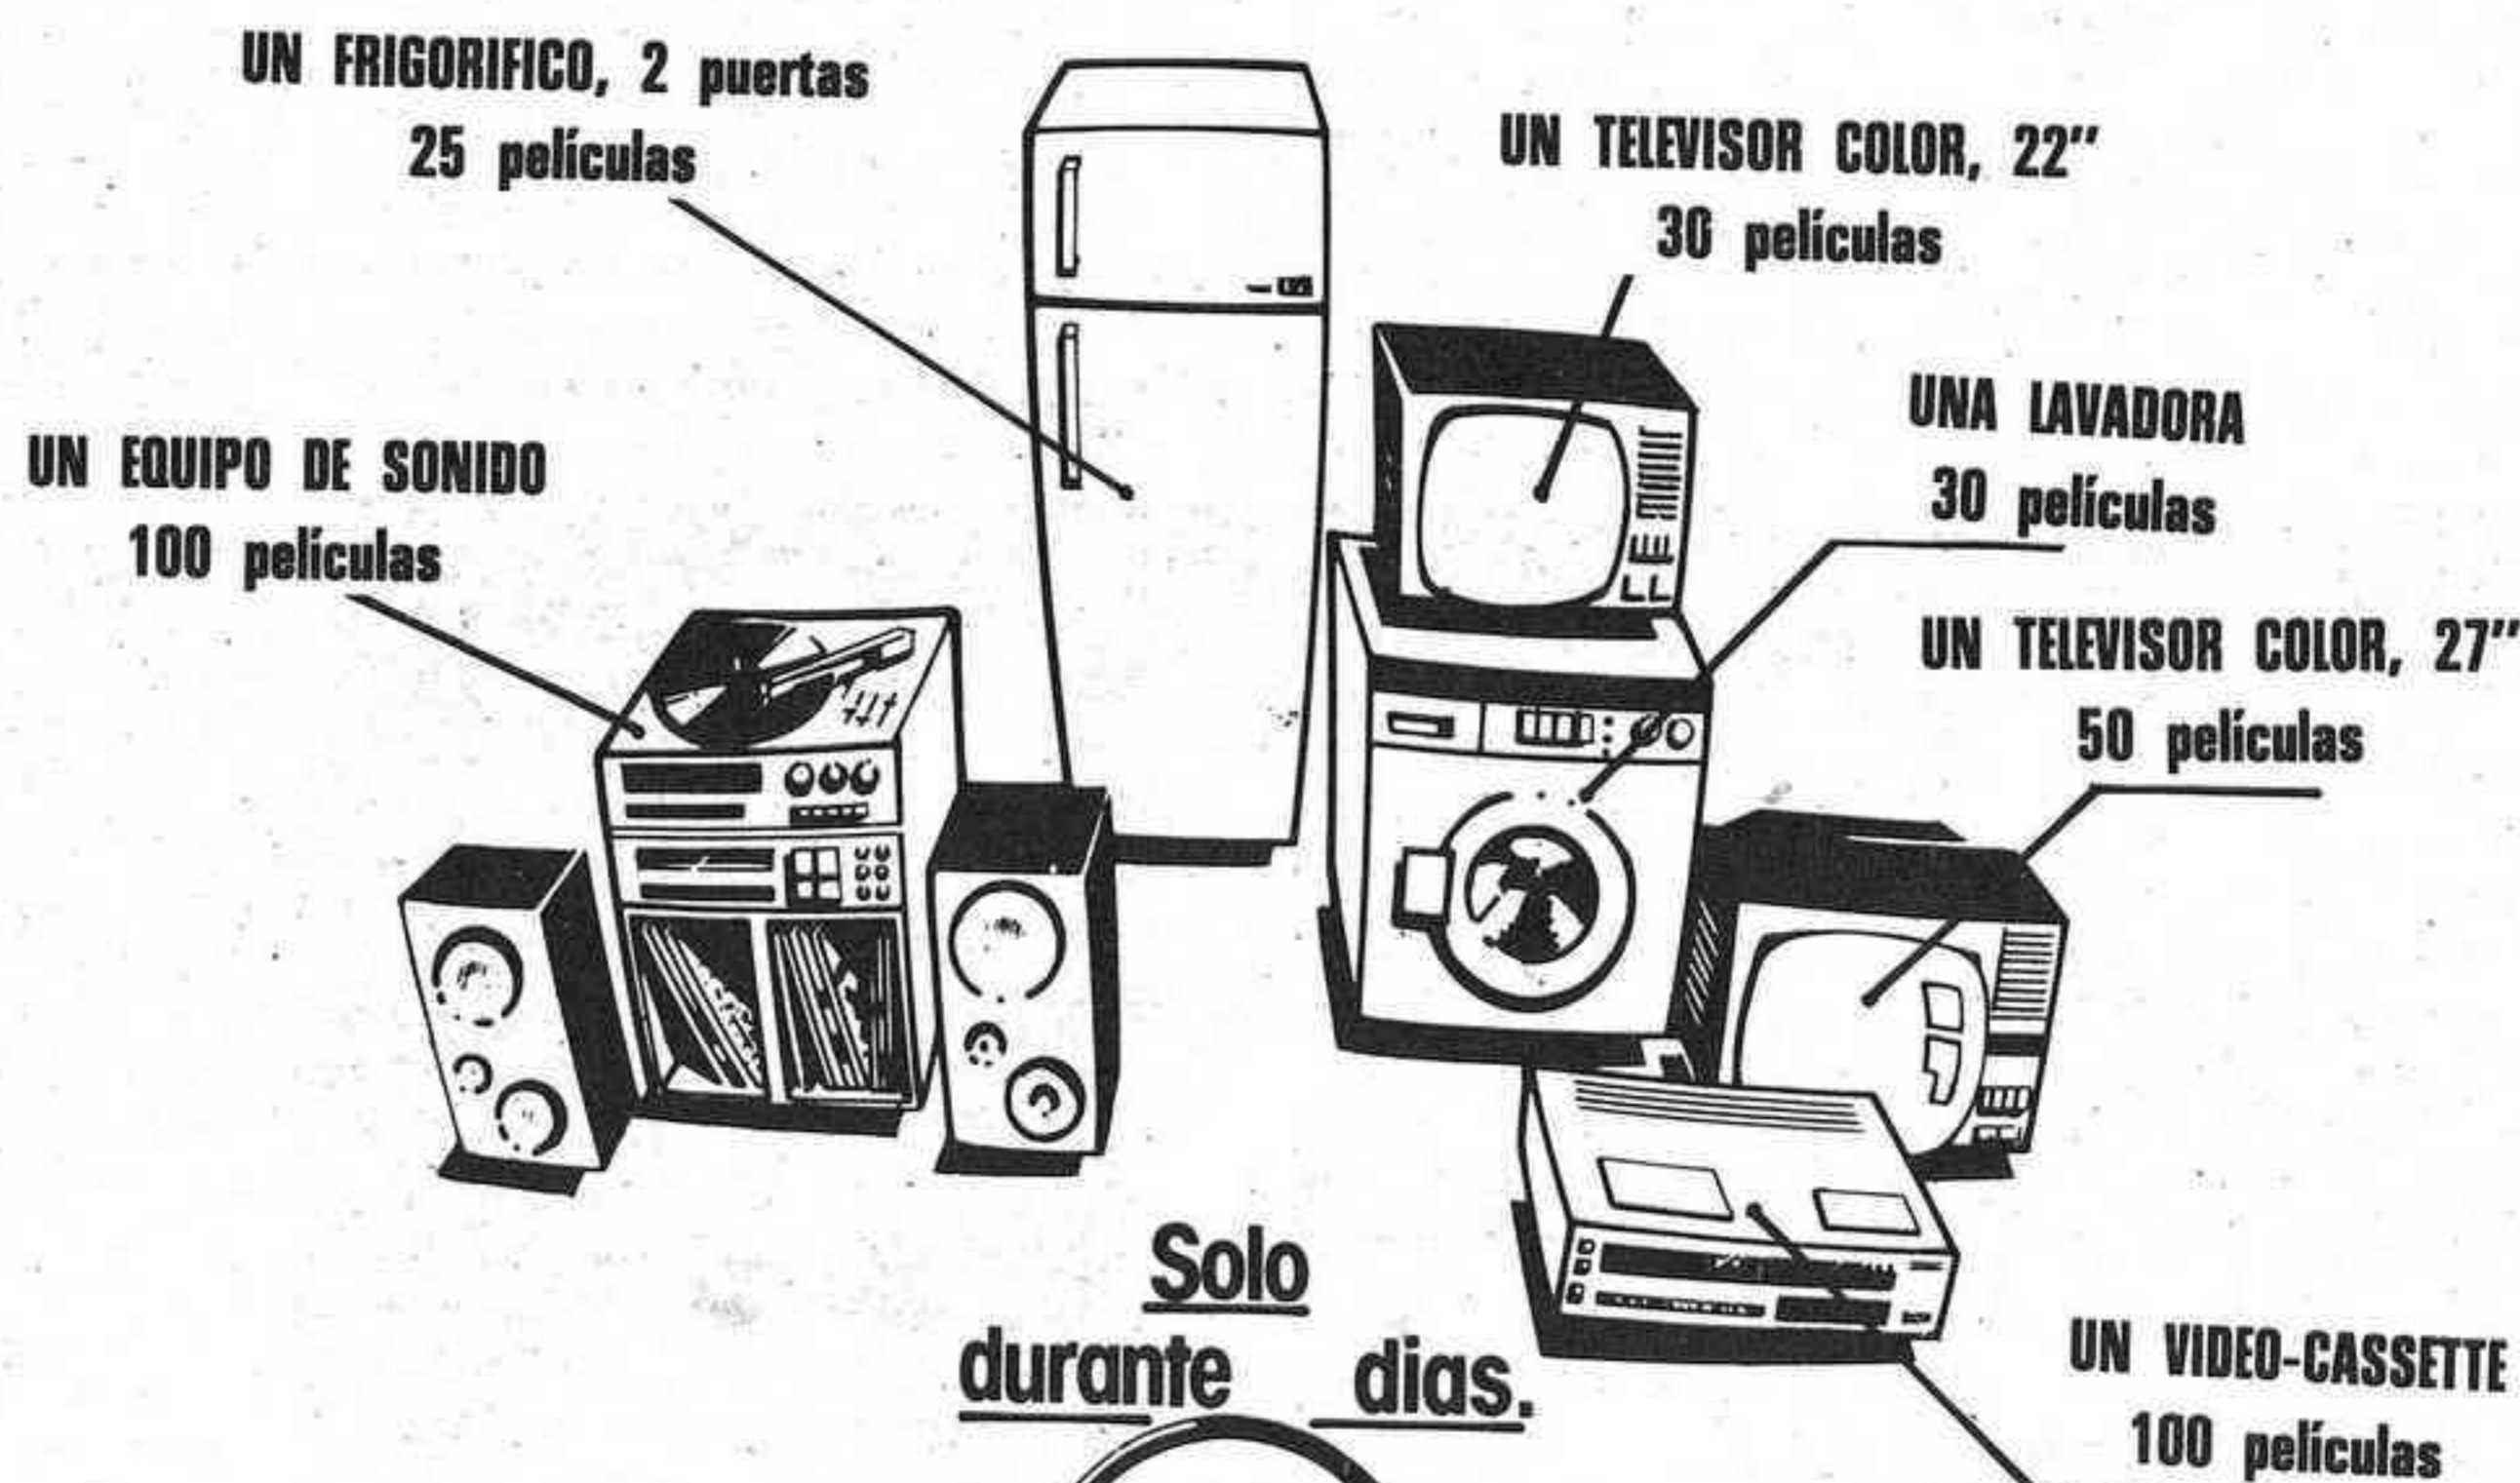 UN FRIGORIFICO, 2 puertas
25 películas
UN TELEVISOR COLOR, 22"
30 películas
UNA LAVADORA
30 películas
UN EQUIPO DE SONIDO
100 películas
UN TELEVISOR COLOR, 27"
50 películas
Solo
durante dias.
UN VIDEO-CASSETTE
100 películas